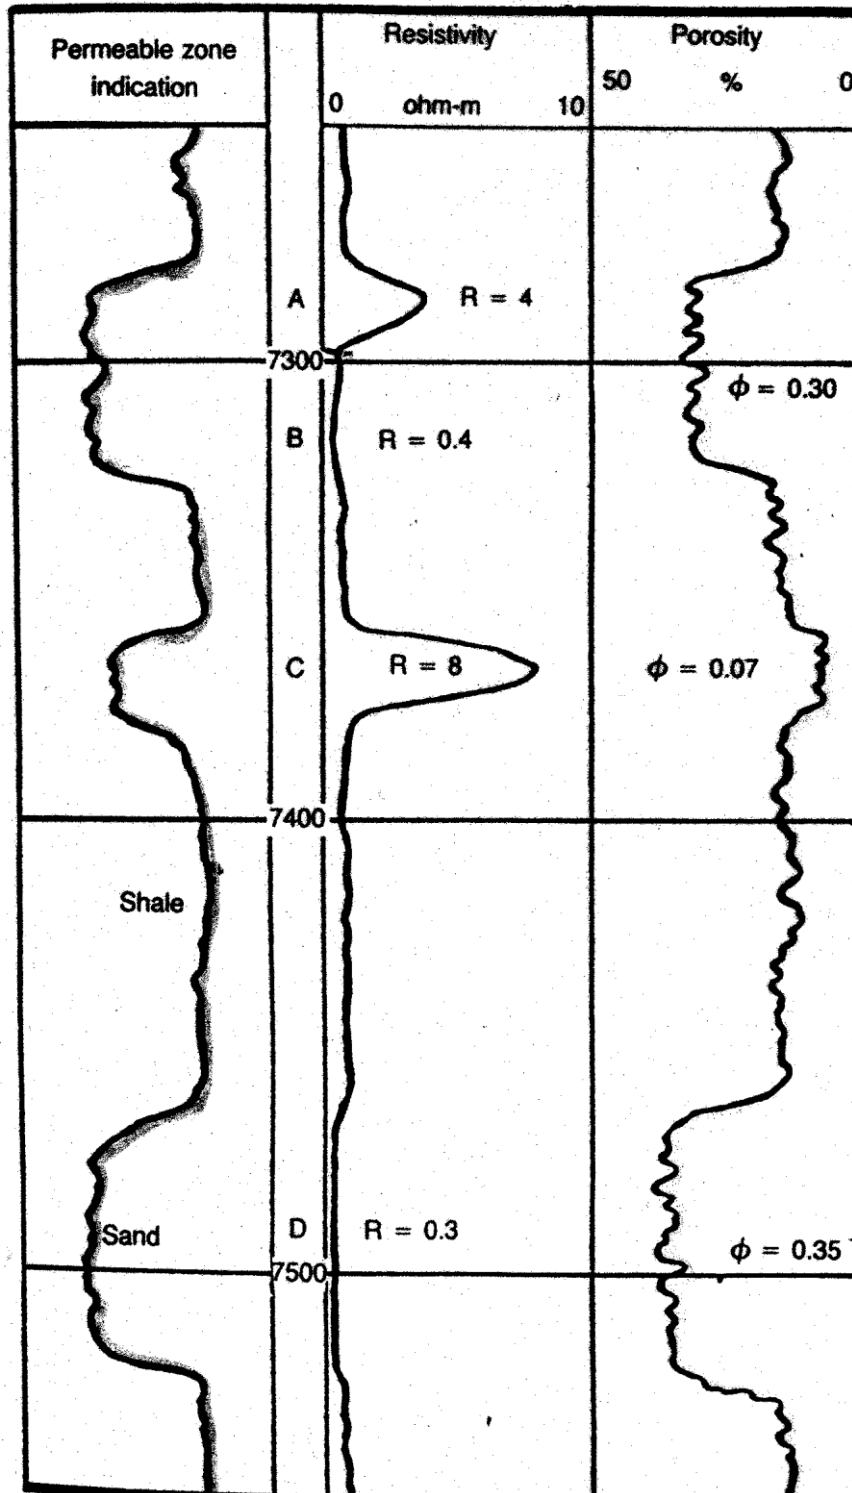 Permeable zone
indication
Resistivity
0 ohm-m 10
Porosity
50 % 0
A
R = 4
7300
ϕ = 0.30
B
R = 0.4
C
R = 8
ϕ = 0.07
7400
Shale
Sand
D
R = 0.3
ϕ = 0.35
7500